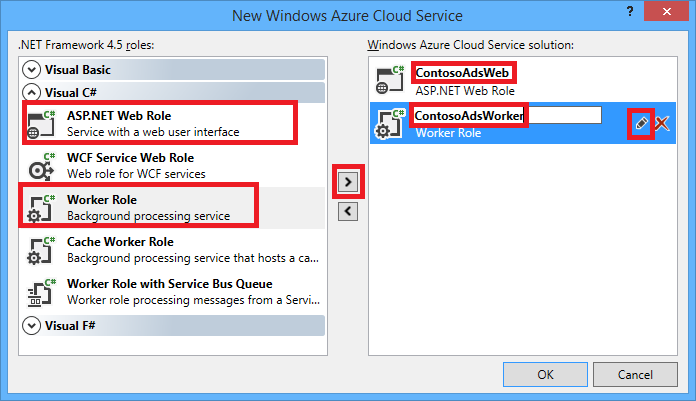 New Windows Azure Cloud Service
?
.NET Framework 4.5 roles:
Visual Basic
Visual C#
C#
ASP.NET Web Role
Service with a web user interface
C#
WCF Service Web Role
Web role for WCF services
C#
Worker Role
Background processing service
C#
Cache Worker Role
Background processing service that hosts a ca...
C#
Worker Role with Service Bus Queue
Worker role processing messages from a Servi...
Visual F#
Windows Azure Cloud Service solution:
C#
ContosoAdsWeb
ASP.NET Web Role
C#
ContosoAdsWorker
Worker Role
OK
Cancel